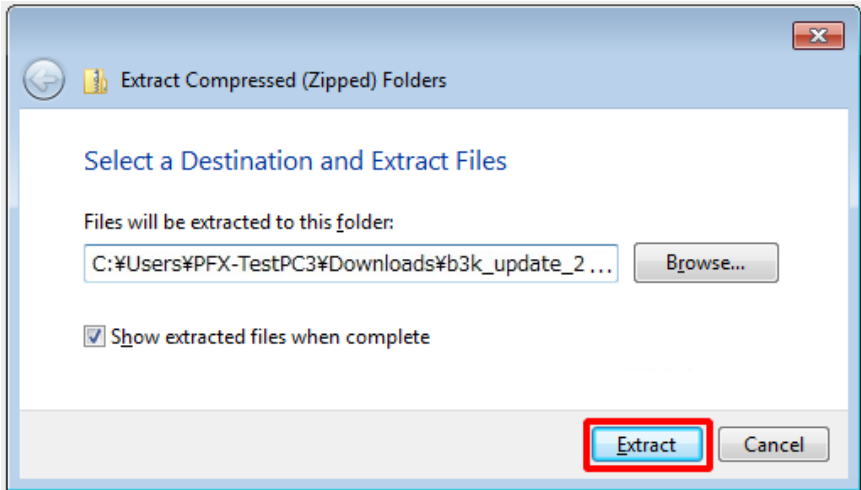 Extract Compressed (Zipped) Folders
Select a Destination and Extract Files
Files will be extracted to this folder:
C:¥Users¥PFX-TestPC3¥Downloads¥b3k_update_2 ...
Browse...
Show extracted files when complete
Extract
Cancel